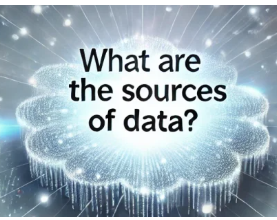 What are
the sources
of data?